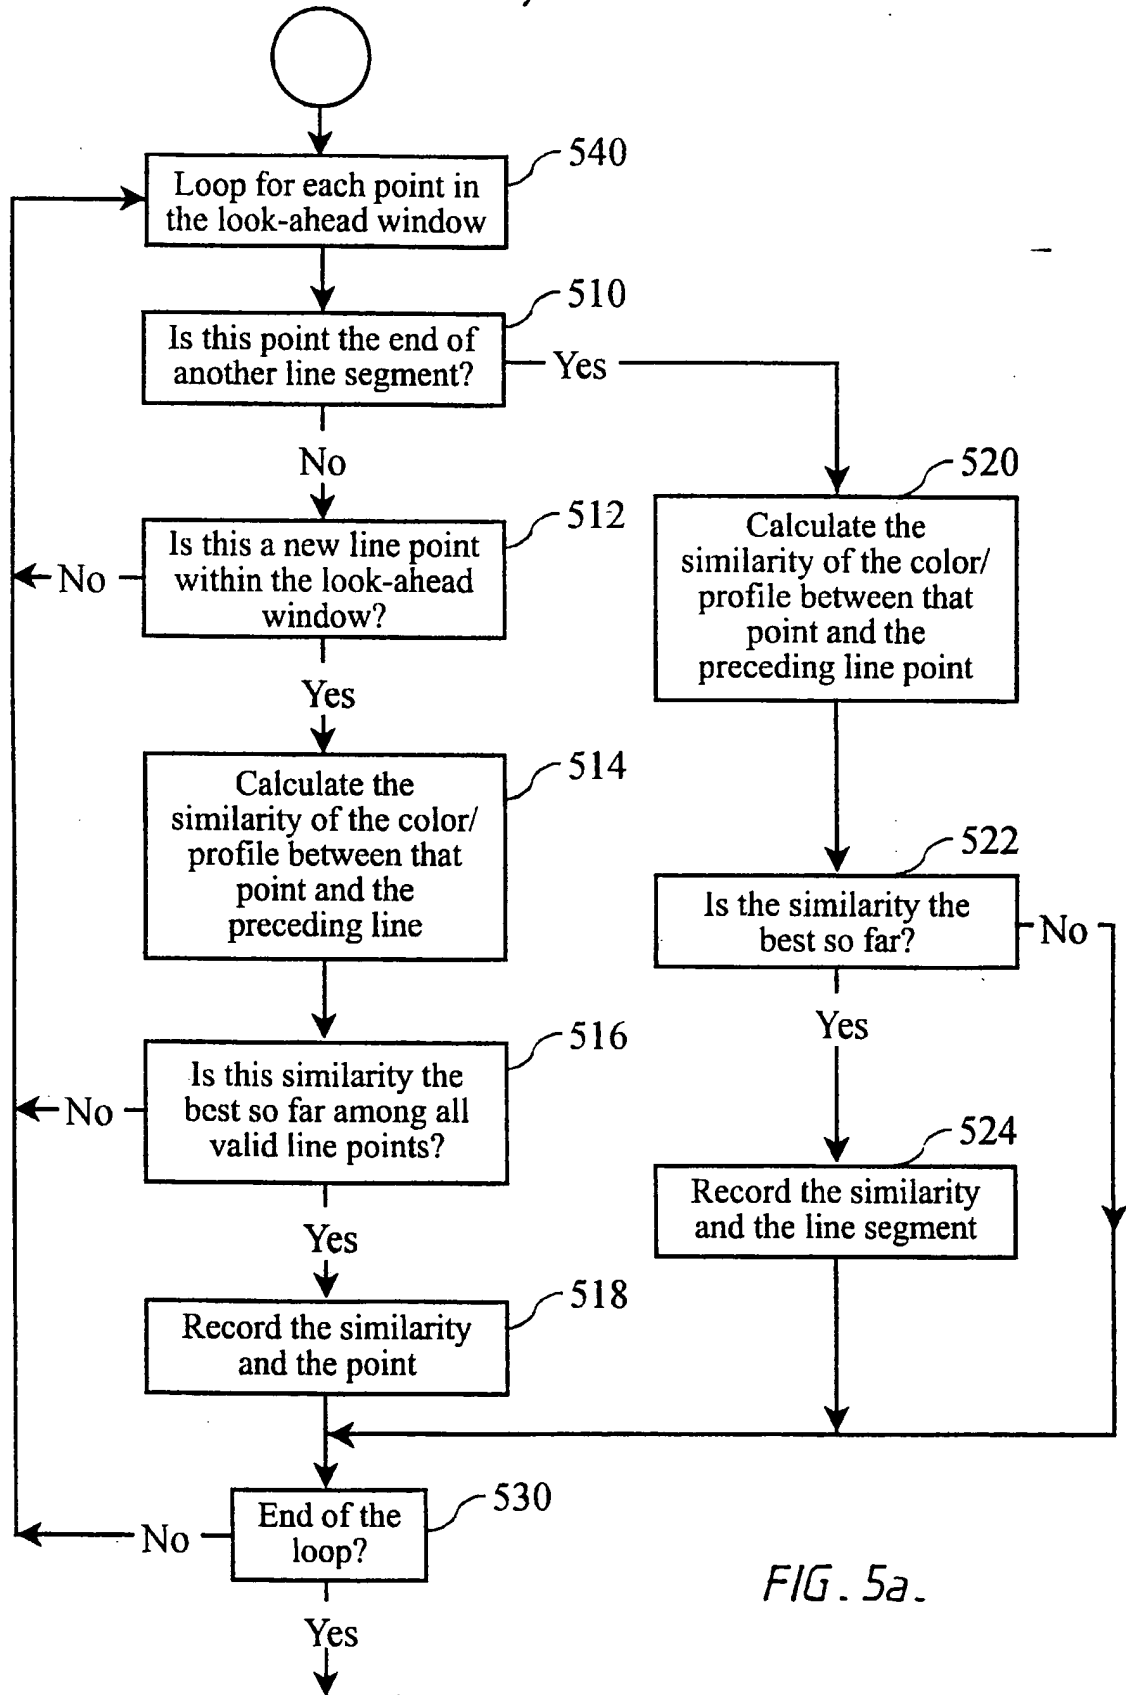 540
Loop for each point in
the look-ahead window
510
Is this point the end of
another line segment?
Yes
No
520
Calculate the
similarity of the color/
profile between that
point and the
preceding line point
512
Is this a new line point
within the look-ahead
window?
No
Yes
514
Calculate the
similarity of the color/
profile between that
point and the
preceding line
522
Is the similarity the
best so far?
No
Yes
516
Is this similarity the
best so far among all
valid line points?
No
Yes
524
Record the similarity
and the line segment
518
Record the similarity
and the point
530
End of the
loop?
No
Yes
FIG. 5a.